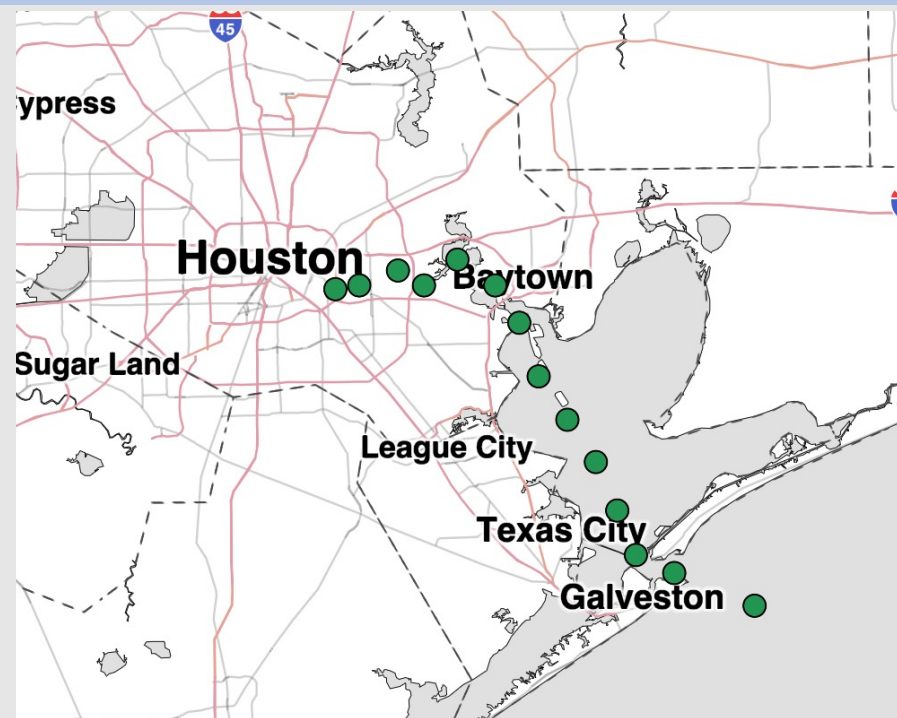 45
ypress
Houston
Baytown
Sugar Land
League City
Texas City
Galveston